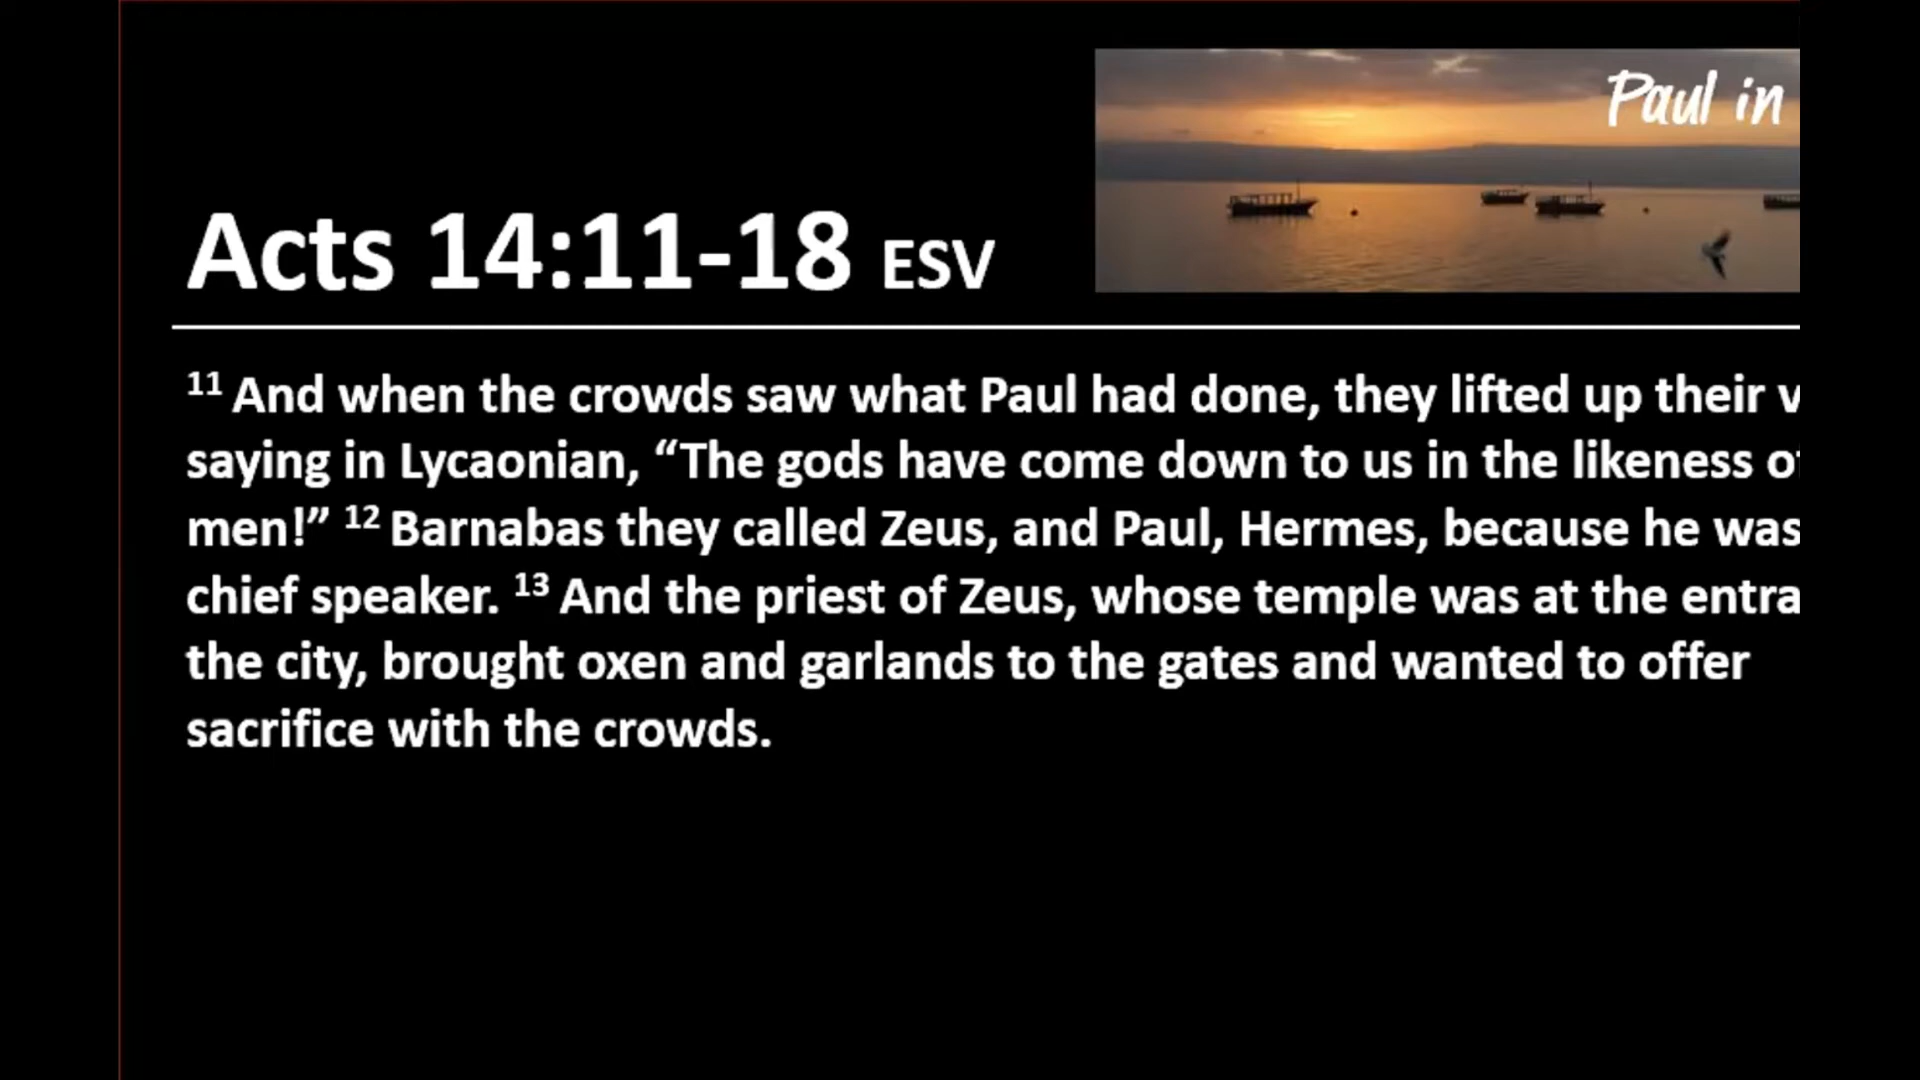 Paul in
Acts 14:11-18 ESV
11 And when the crowds saw what Paul had done, they lifted up their
saying in Lycaonian, “The gods have come down to us in the likeness
men!” 12 Barnabas they called Zeus, and Paul, Hermes, because he was
chief speaker. 13 And the priest of Zeus, whose temple was at the
the city, brought oxen and garlands to the gates and wanted to offer
sacrifice with the crowds.